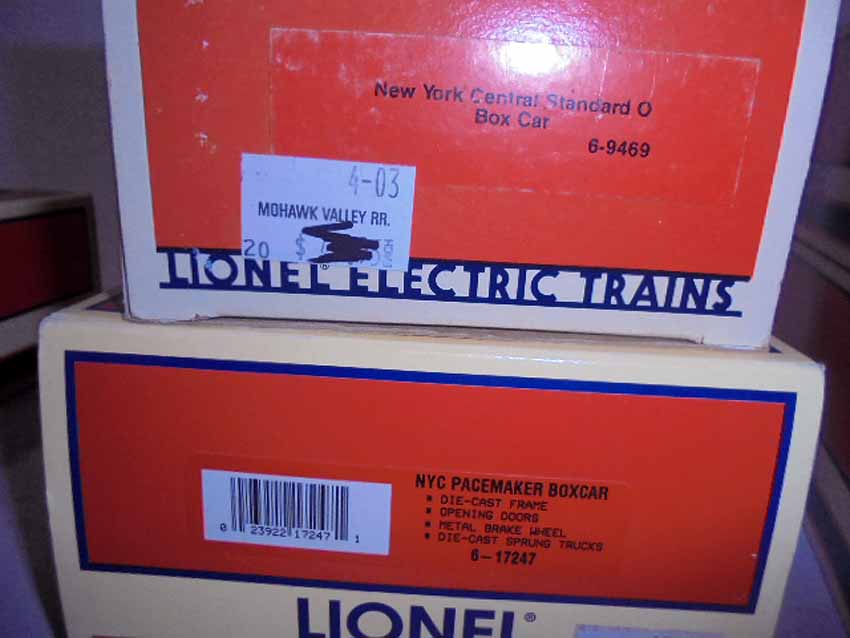 New York Central Standard O
Box Car
6-9469
4-03
MOHAWK VALLEY RR.
20 $
LIONEL ELECTRIC TRAINS
NYC PACEMAKER BOXCAR
* DIE-CAST FRAME
* OPENING DOORS
* METAL BRAKE WHEEL
* DIE-CAST SPRUNG TRUCKS
6-17247
0 23922 17247 1
LIONEL®